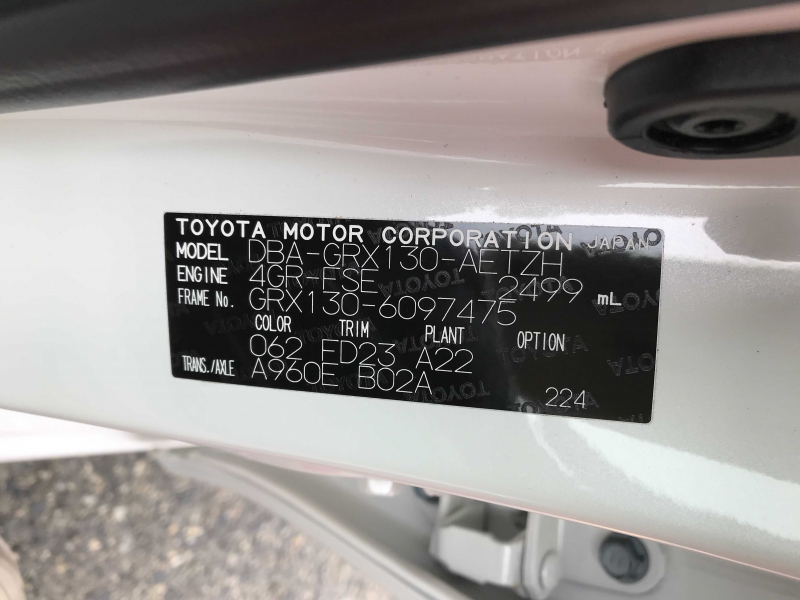 TOYOTA MOTOR CORPORATION JAPAN
MODEL DBA-GRX130-AETZH
ENGINE 4GR-FSE 2499 mL
FRAME No. GRX130-6097475
COLOR TRIM PLANT OPTION
062 ED23 A22
TRANS./AXLE A960E B02A 224